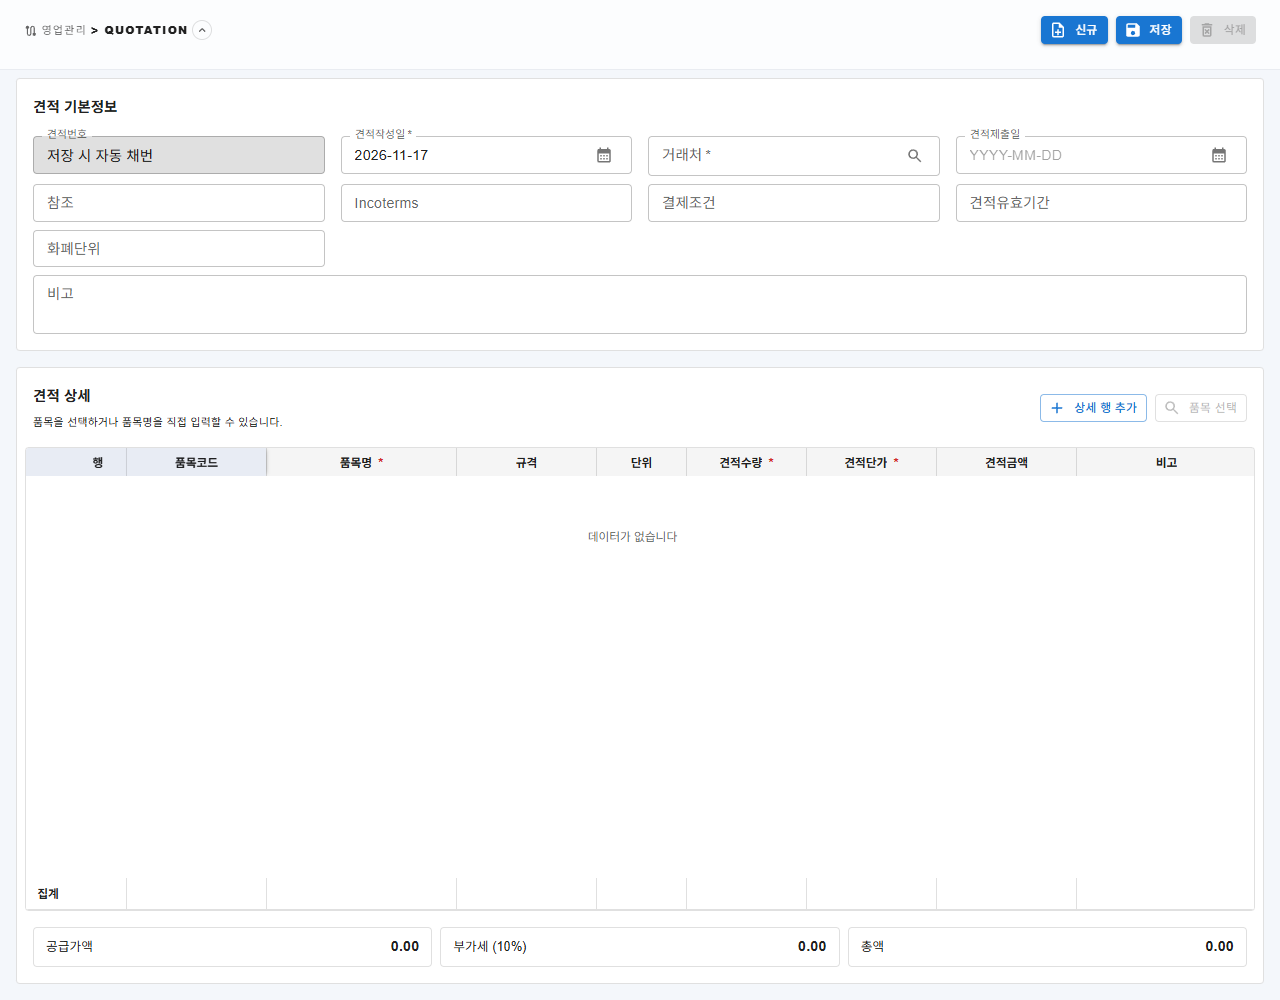 영업관리 > QUOTATION
신규
저장
삭제
견적 기본정보
견적번호
저장 시 자동 채번
견적작성일 *
2026-11-17
거래처 *
견적제출일
YYYY-MM-DD
참조
Incoterms
결제조건
견적유효기간
화폐단위
비고
견적 상세
품목을 선택하거나 품목명을 직접 입력할 수 있습니다.
상세 행 추가
품목 선택
행 품목코드 품목명 * 규격 단위 견적수량 * 견적단가 * 견적금액 비고
데이터가 없습니다
집계
공급가액 0.00
부가세 (10%) 0.00
총액 0.00